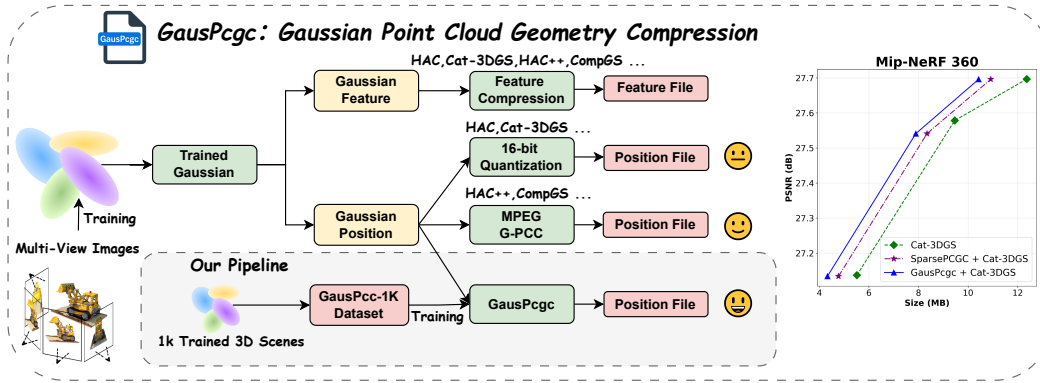 GausPcgc
GausPcgc: Gaussian Point Cloud Geometry Compression
HAC,Cat-3DGS,HAC++,CompGS ...
Gaussian
Feature
Feature
Compression
Feature File
HAC,Cat-3DGS ...
Trained
Gaussian
16-bit
Quantization
Position File
HAC++,CompGS ...
Training
Gaussian
Position
MPEG
G-PCC
Position File
Multi-View Images
Our Pipeline
GausPcc-1K
Dataset
Training
GausPcgc
Position File
1k Trained 3D Scenes
Mip-NeRF 360
PSNR (dB)
27.7
27.6
27.5
27.4
27.3
27.2
Cat-3DGS
SparsePCGC + Cat-3DGS
GausPcgc + Cat-3DGS
4 6 8 10 12
Size (MB)